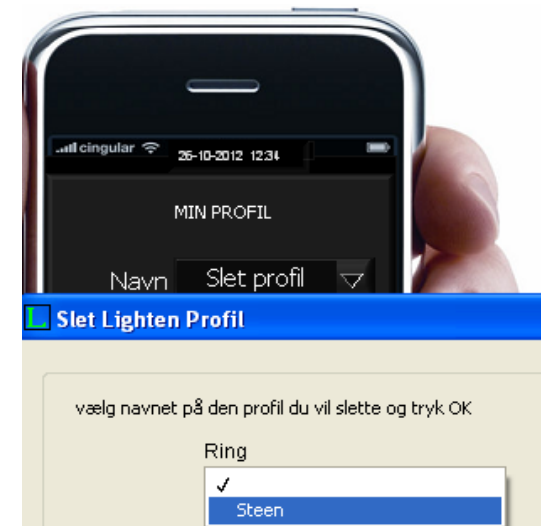 cingular
26-10-2012 12:34
MIN PROFIL
Navn Slet profil
L Slet Lighten Profil
vælg navnet på den profil du vil slette og tryk OK
Ring
✓
Steen